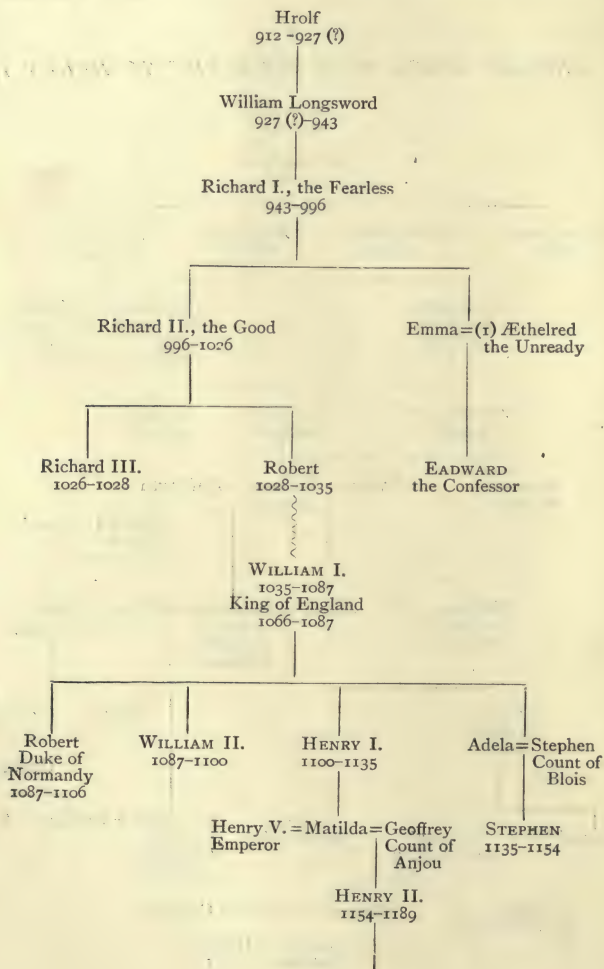 Hrolf
912-927 (?)
William Longsword
927 (?)-943
Richard I., the Fearless
943-996
Richard II., the Good
996-1026
Emma=(1) Æthelred
the Unready
Richard III.
1026-1028
Robert
1028-1035
EADWARD
the Confessor
WILLIAM I.
1035-1087
King of England
1066-1087
Robert
Duke of
Normandy
1087-1106
WILLIAM II.
1087-1100
HENRY I.
1100-1135
Adela=Stephen
Count of
Blois
Henry V.=Matilda=Geoffrey
Emperor
Count of
Anjou
STEPHEN
1135-1154
HENRY II.
1154-1189